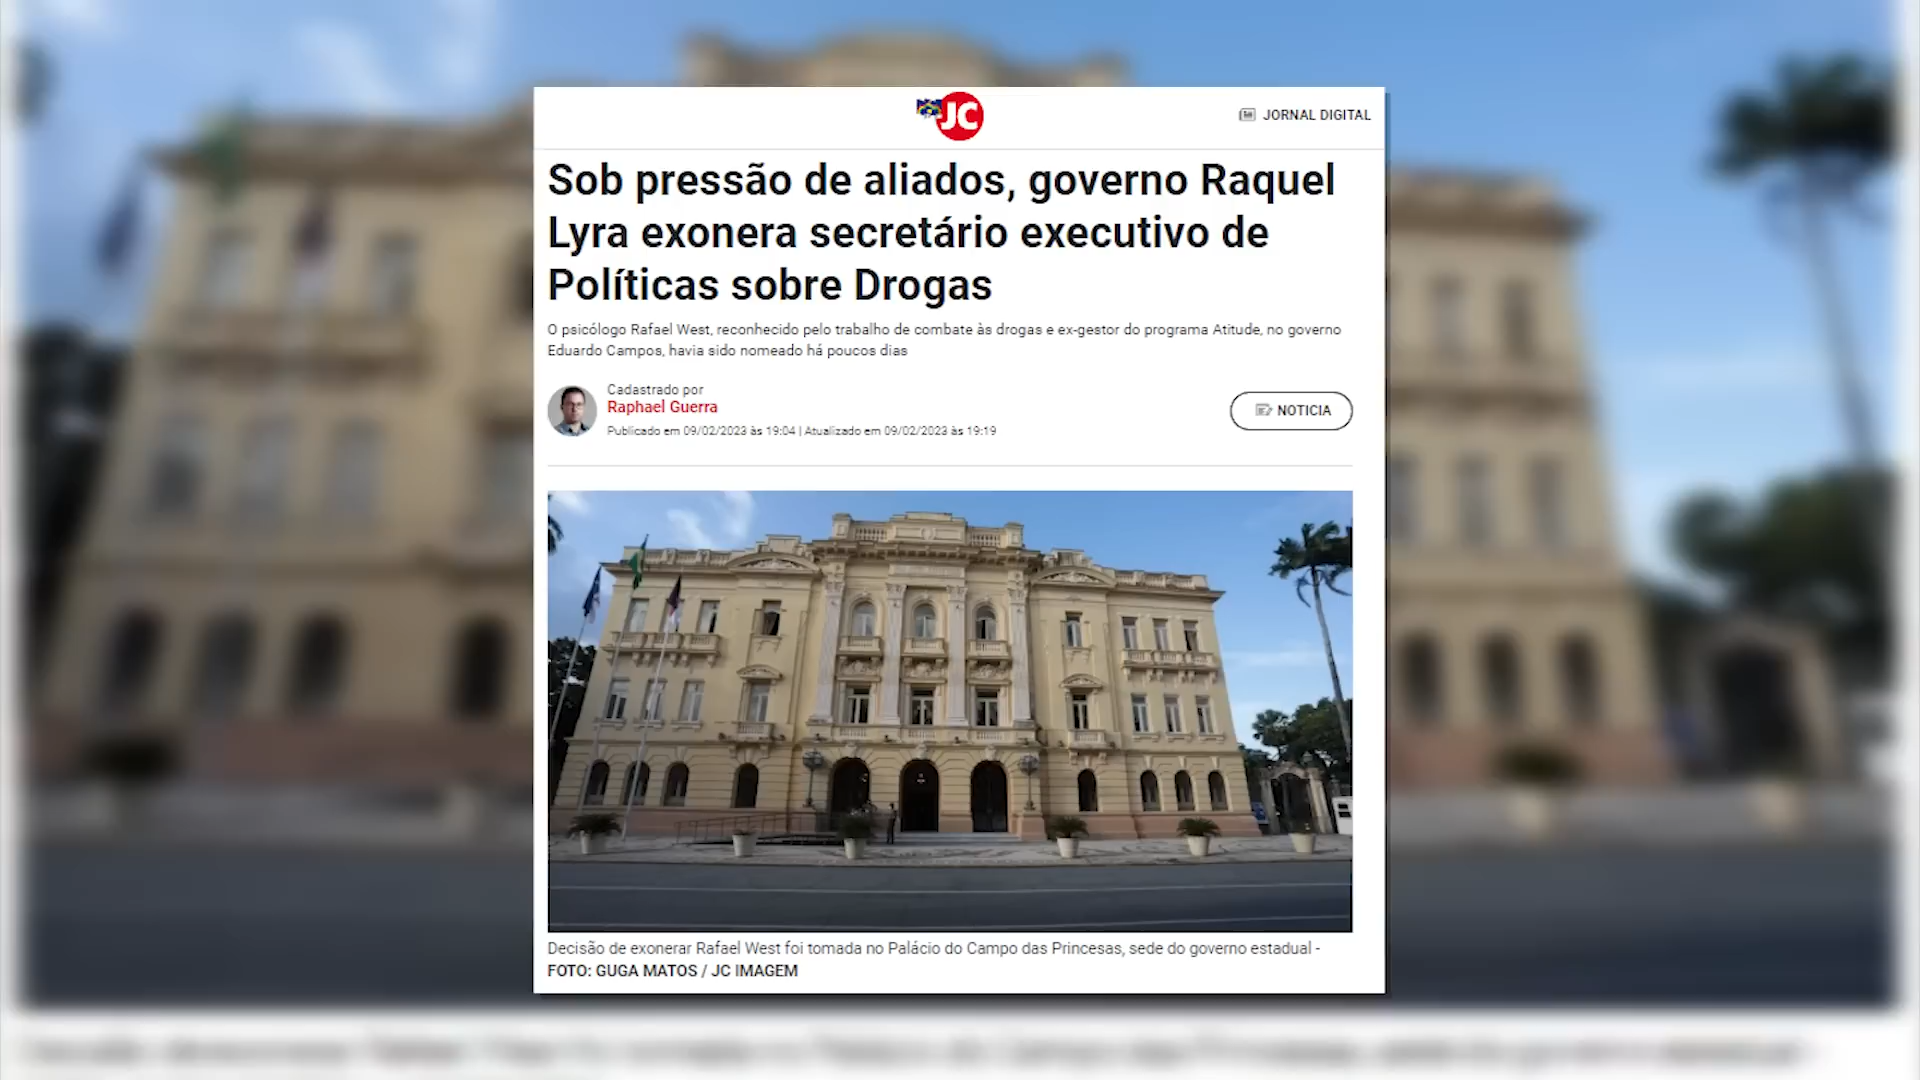 JC
JORNAL DIGITAL
Sob pressão de aliados, governo Raquel
Lyra exonera secretário executivo de
Políticas sobre Drogas
O psicólogo Rafael West, reconhecido pelo trabalho de combate às drogas e ex-gestor do programa Atitude, no governo
Eduardo Campos, havia sido nomeado há poucos dias
Cadastrado por
Raphael Guerra
Publicado em 09/02/2023 às 19:04 | Atualizado em 09/02/2023 às 19:19
NOTICIA
Decisão de exonerar Rafael West foi tomada no Palácio do Campo das Princesas, sede do governo estadual -
FOTO: GUGA MATOS / JC IMAGEM